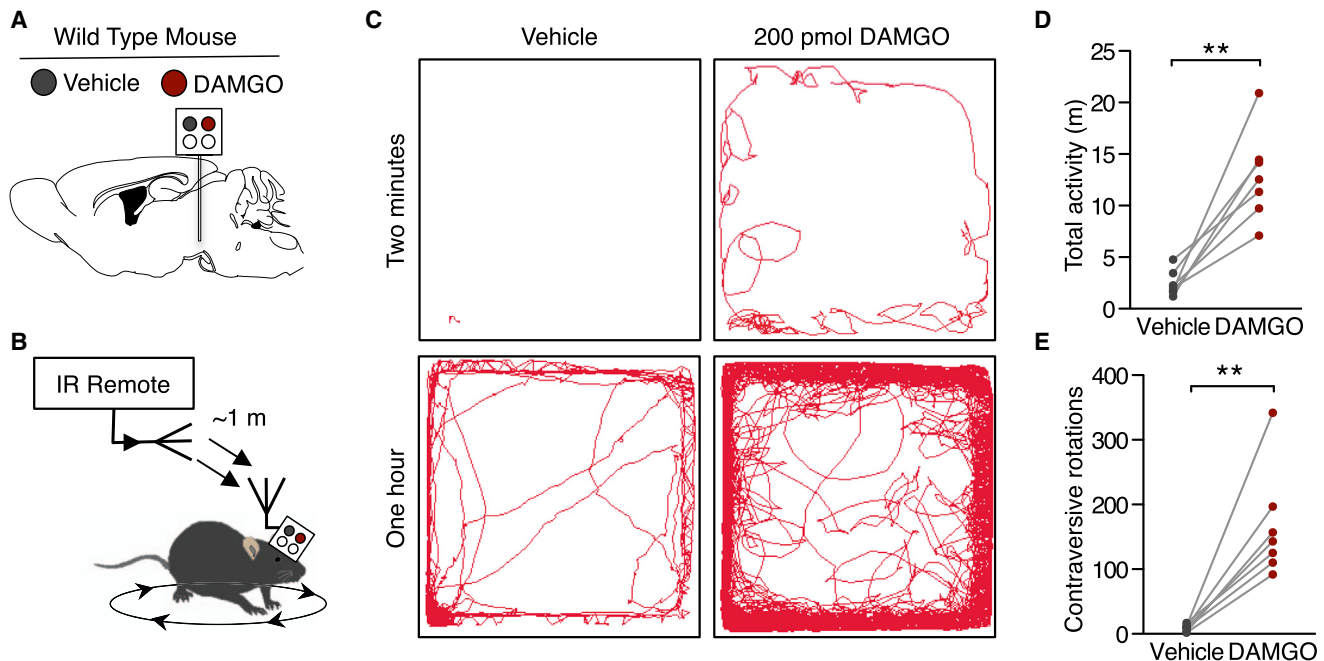 A
Wild Type Mouse
Vehicle DAMGO
B
IR Remote
~1 m
C
Vehicle 200 pmol DAMGO
Two minutes
One hour
D
25
20
15
10
5
0
Total activity (m)
**
Vehicle DAMGO
E
400
300
200
100
0
Contraversive rotations
**
Vehicle DAMGO